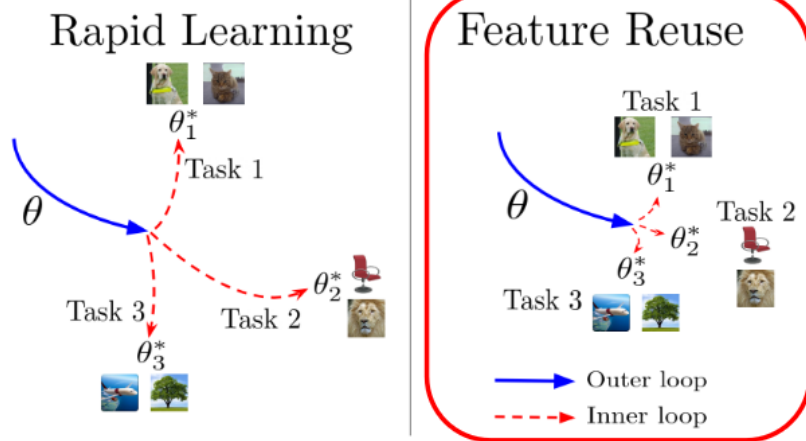 Rapid Learning
θ₁*
Task 1
θ
θ₂*
Task 3
Task 2
θ₃*
Feature Reuse
Task 1
θ₁*
θ
Task 2
θ₂*
θ₃*
Task 3
Outer loop
Inner loop